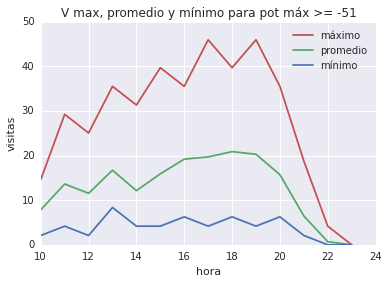 V max, promedio y mínimo para pot máx >= -51
50
40
30
20
10
0
visitas
máximo
promedio
mínimo
10 12 14 16 18 20 22 24
hora